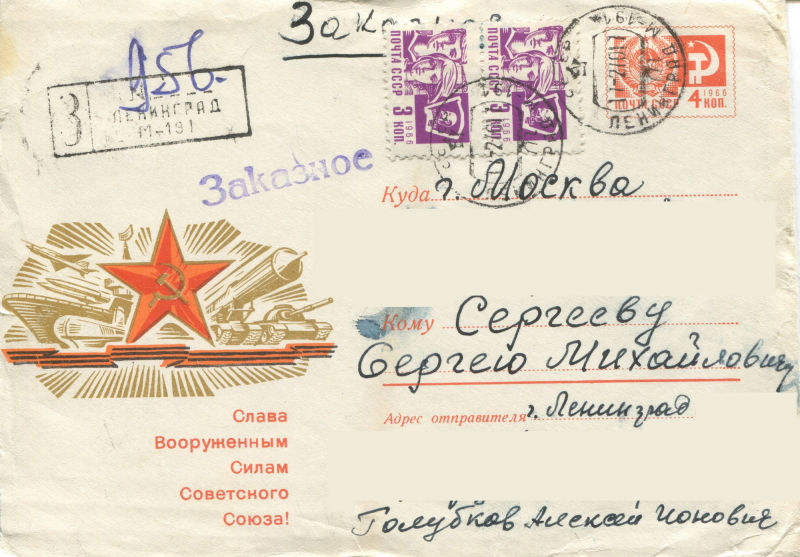 Заказное
956.
З
ЛЕНИНГРАД
М-191
Заказное
ПОЧТА СССР
3 КОП.
1966
ПОЧТА СССР
3 КОП.
1966
ПОЧТА СССР
1966
4 КОП.
ЛЕНИНГРАД М-191
Куда г. Москва
Кому Сергееву
Сергею Михайловичу
Адрес отправителя г. Ленинград
Голубков Алексей Ионович
Слава
Вооруженным
Силам
Советского
Союза!